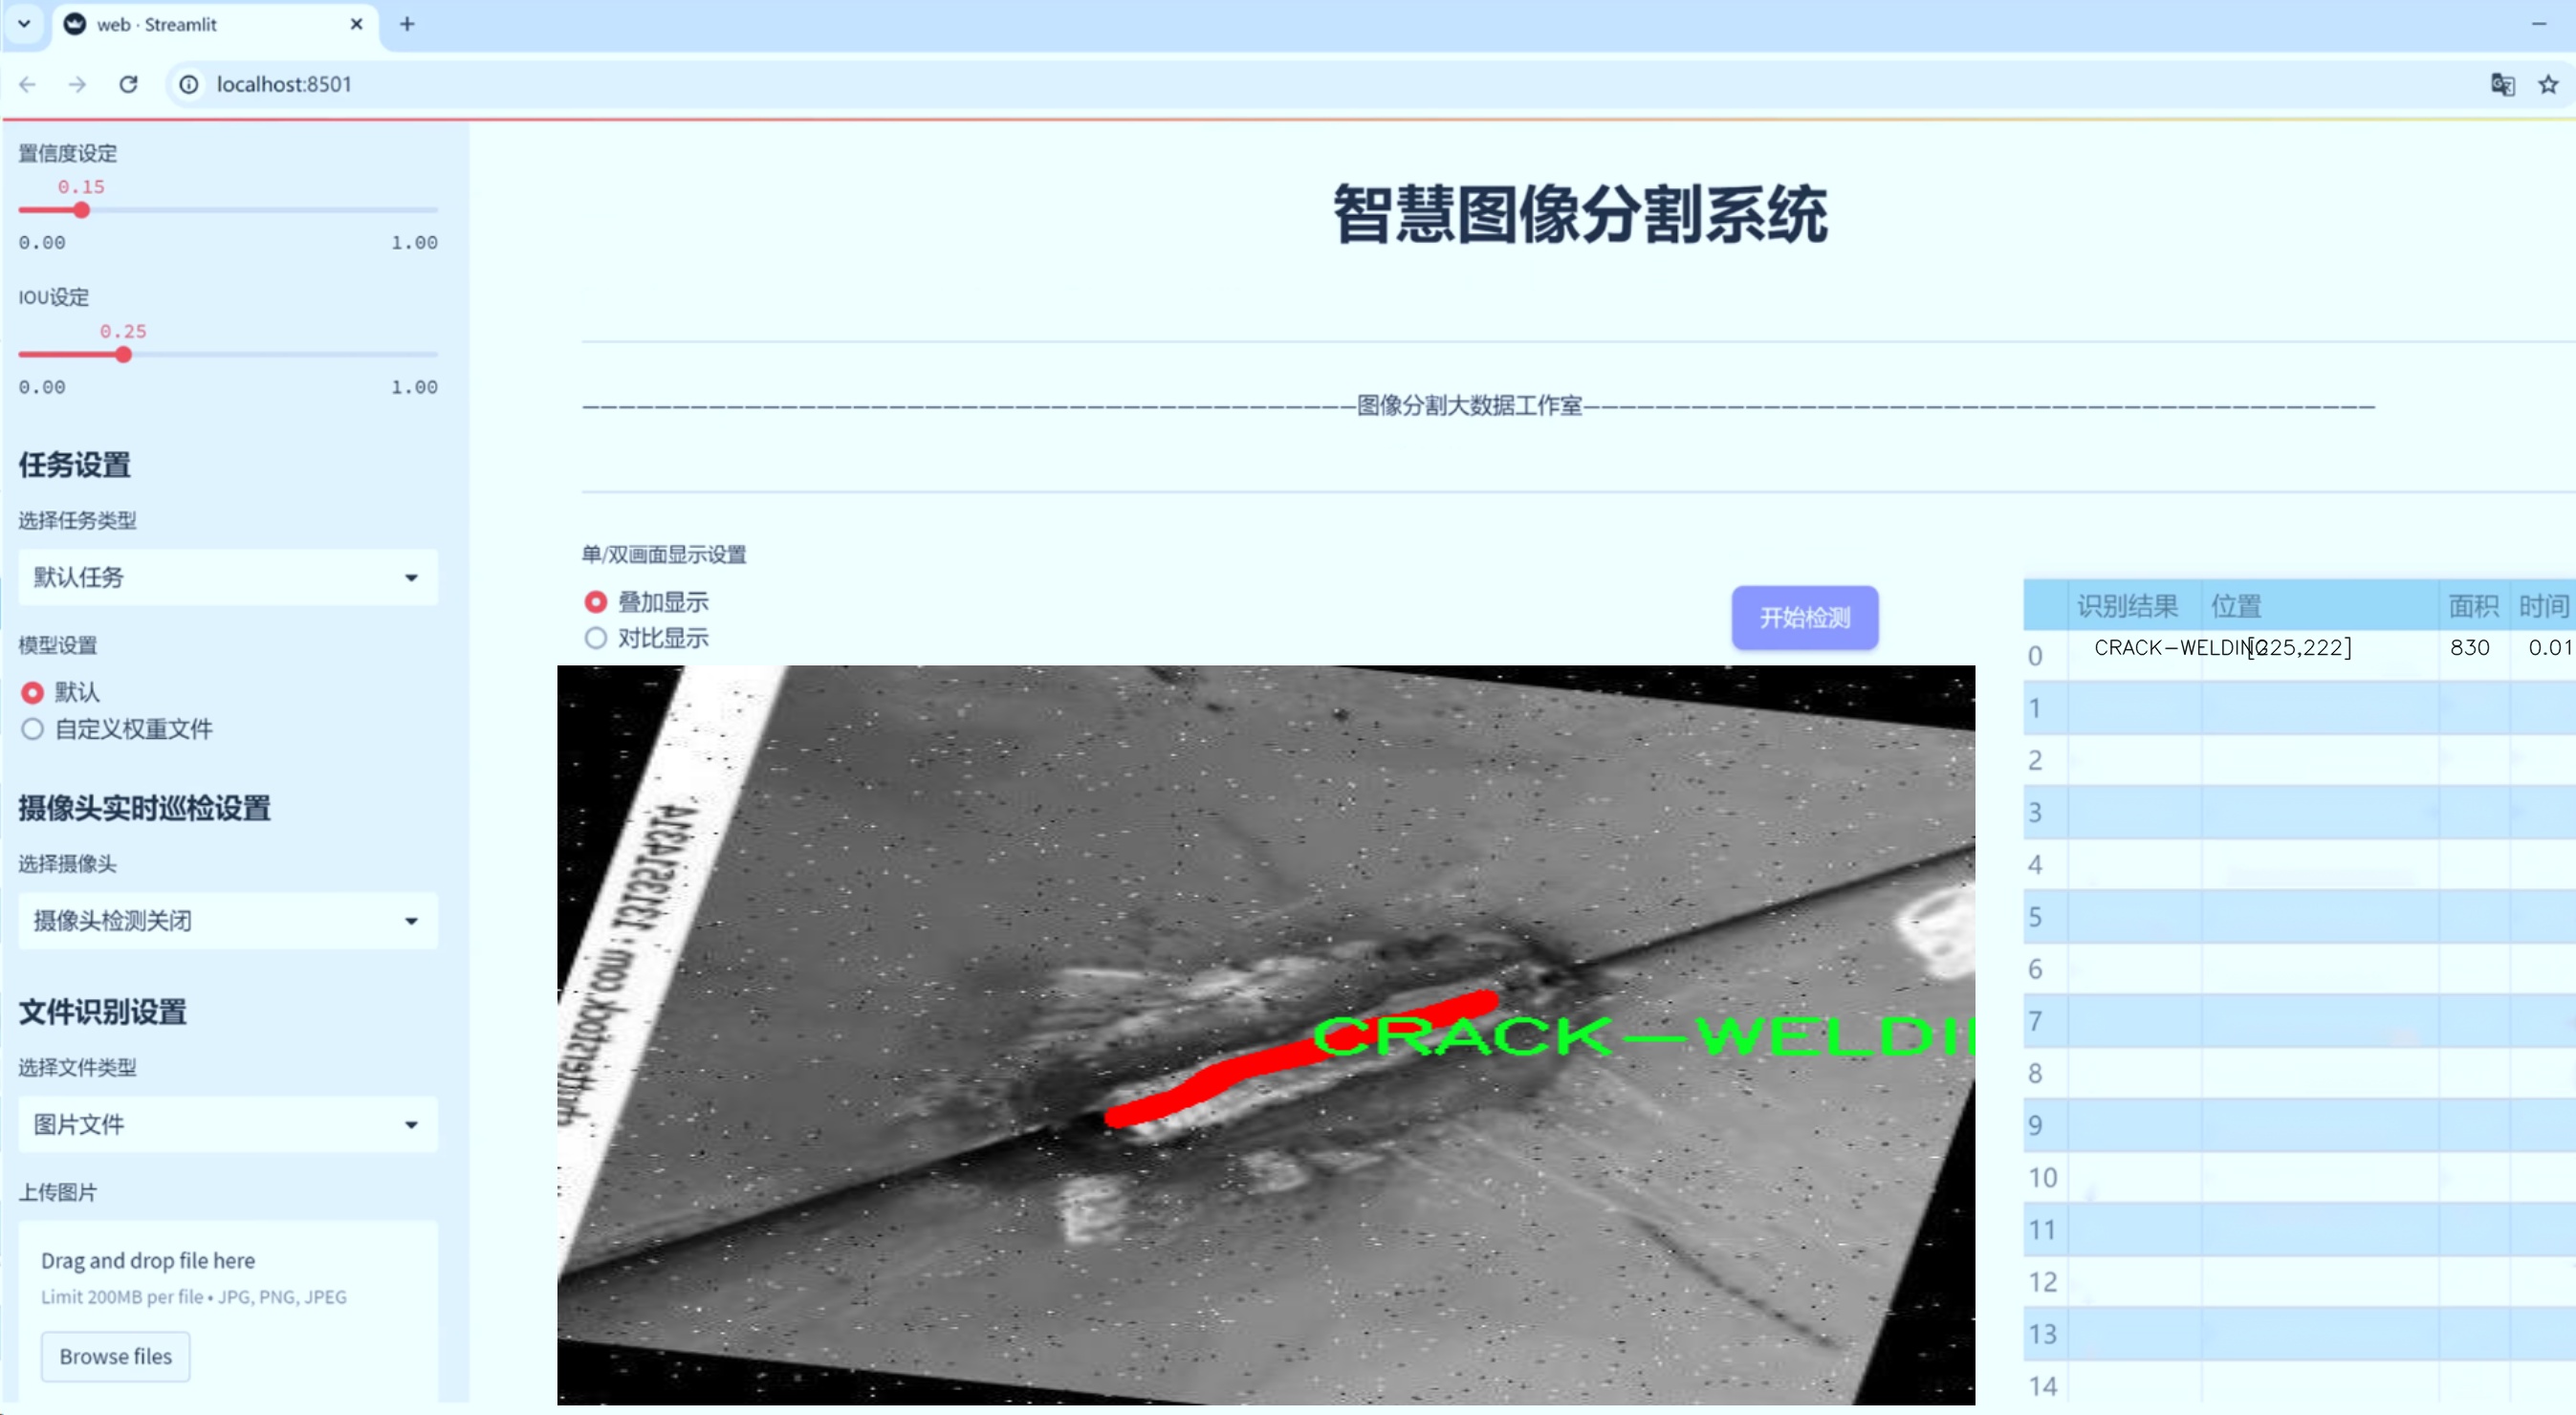 web · Streamlit
localhost:8501
置信度设定
0.15
0.00 1.00
IOU设定
0.25
0.00 1.00
任务设置
选择任务类型
默认任务
模型设置
默认
自定义权重文件
摄像头实时巡检设置
选择摄像头
摄像头检测关闭
文件识别设置
选择文件类型
图片文件
上传图片
Drag and drop file here
Limit 200MB per file • JPG, PNG, JPEG
Browse files
智慧图像分割系统
图像分割大数据工作室
单/双画面显示设置
叠加显示
对比显示
开始检测
CRACK-WELDI
识别结果 位置 面积 时间
0 CRACK-WELDING [225,222] 830 0.01
1
2
3
4
5
6
7
8
9
10
11
12
13
14